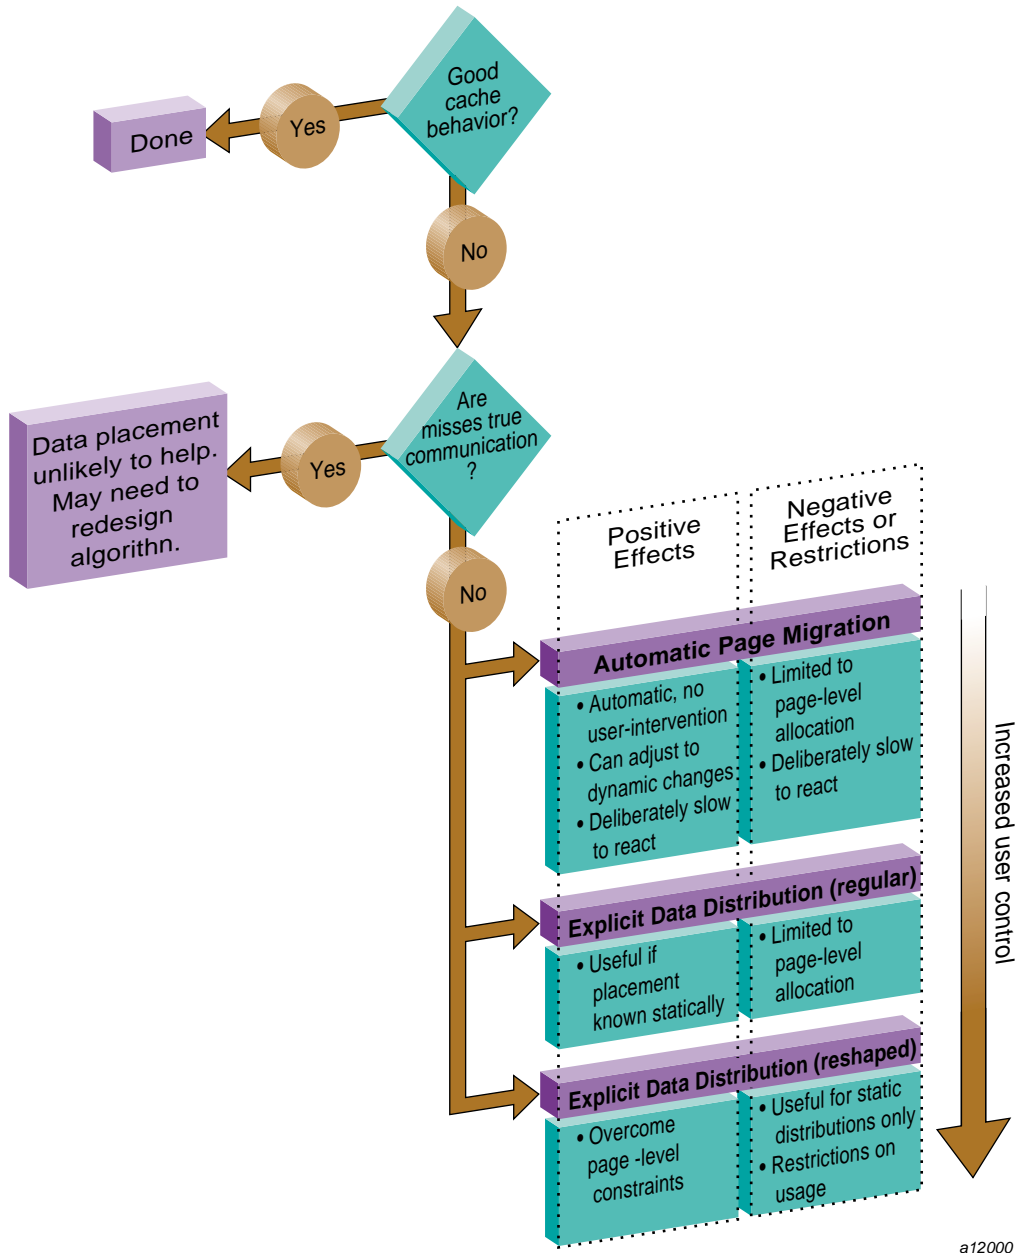 Good
cache
behavior?
Yes
Done
No
Are
misses true
communication
?
Yes
Data placement
unlikely to help.
May need to
redesign
algorithn.
No
Positive
Effects
Negative
Effects or
Restrictions
Automatic Page Migration
• Automatic, no
user-intervention
• Can adjust to
dynamic changes
• Deliberately slow
to react
• Limited to
page-level
allocation
• Deliberately slow
to react
Explicit Data Distribution (regular)
• Useful if
placement
known statically
• Limited to
page-level
allocation
Explicit Data Distribution (reshaped)
• Overcome
page -level
constraints
• Useful for static
distributions only
• Restrictions on
usage
Increased user control
a12000